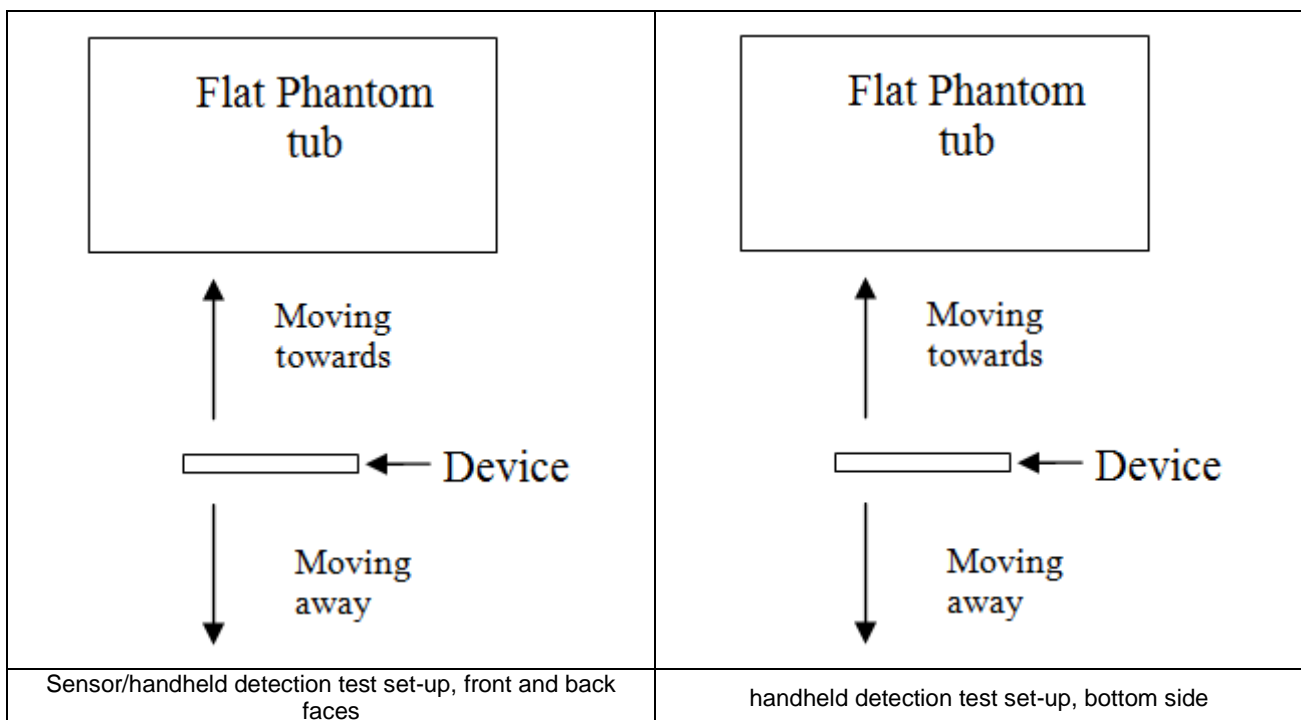 Flat Phantom
tub
Moving
towards
Device
Moving
away
Sensor/handheld detection test set-up, front and back
faces
Flat Phantom
tub
Moving
towards
Device
Moving
away
handheld detection test set-up, bottom side